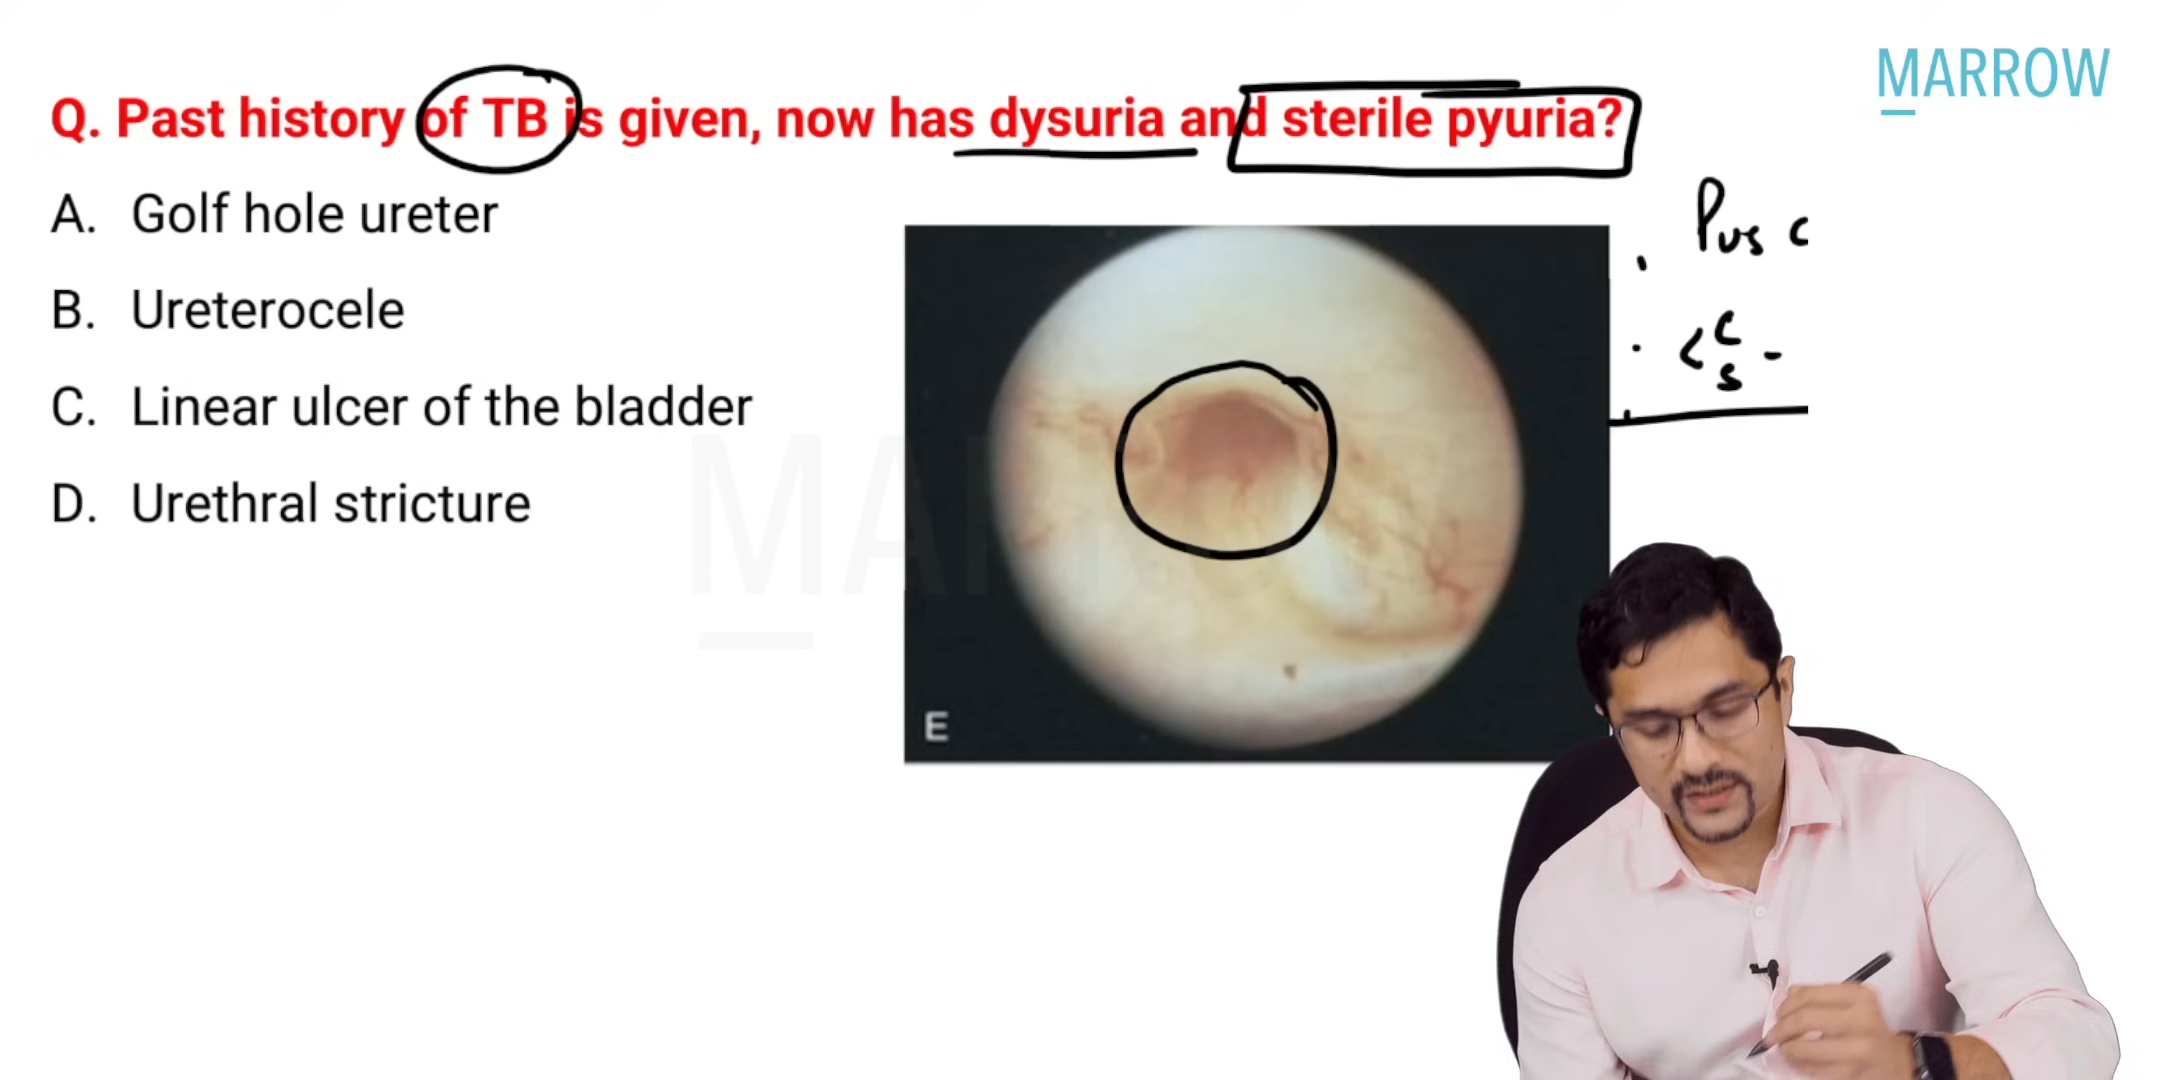 MARROW
Q. Past history of TB is given, now has dysuria and sterile pyuria?
A. Golf hole ureter
B. Ureterocele
C. Linear ulcer of the bladder
D. Urethral stricture
Pus c
C
S -
MARROW
E